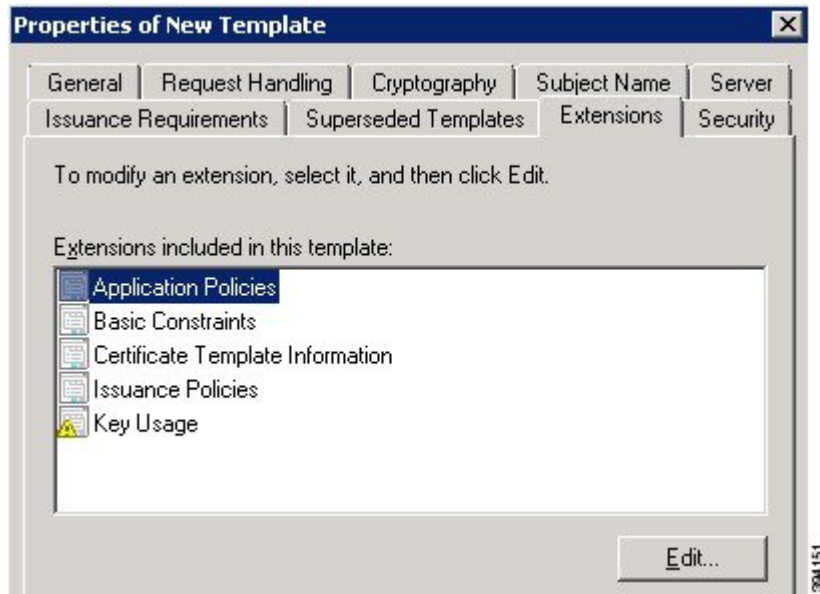 Properties of New Template
General Request Handling Cryptography Subject Name Server
Issuance Requirements Superseded Templates Extensions Security
To modify an extension, select it, and then click Edit.
Extensions included in this template:
Application Policies
Basic Constraints
Certificate Template Information
Issuance Policies
Key Usage
Edit...
394151